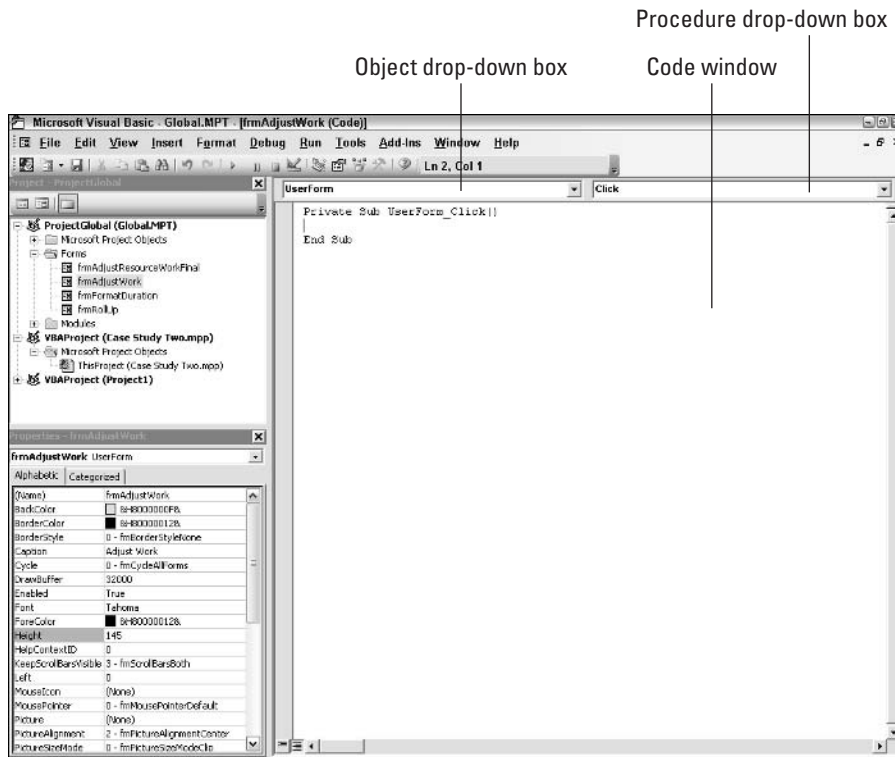 Procedure drop-down box
Object drop-down box
Code window
Microsoft Visual Basic - Global.MPT - [frmAdjustWork (Code)]
File Edit View Insert Format Debug Run Tools Add-Ins Window Help
Ln 2, Col 1
Project - ProjectGlobal
ProjectGlobal (Global.MPT)
Microsoft Project Objects
Forms
frmAdjustResourceWorkFinal
frmAdjustWork
frmFormatDuration
frmRollUp
Modules
VBAProject (Case Study Two.mpp)
Microsoft Project Objects
ThisProject (Case Study Two.mpp)
VBAProject (Project1)
UserForm
Click
Private Sub UserForm_Click()
End Sub
Properties - frmAdjustWork
frmAdjustWork UserForm
Alphabetic Categorized
(Name) frmAdjustWork
BackColor &H8000000F&
BorderColor &H80000012&
BorderStyle 0 - fmBorderStyleNone
Caption Adjust Work
Cycle 0 - fmCycleAllForms
DrawBuffer 32000
Enabled True
Font Tahoma
ForeColor &H80000012&
Height 145
HelpContextID 0
KeepScrollBarsVisible 3 - fmScrollBarsBoth
Left 0
MouseIcon (None)
MousePointer 0 - fmMousePointerDefault
Picture (None)
PictureAlignment 2 - fmPictureAlignmentCenter
PictureSizeMode 0 - fmPictureSizeModeClip